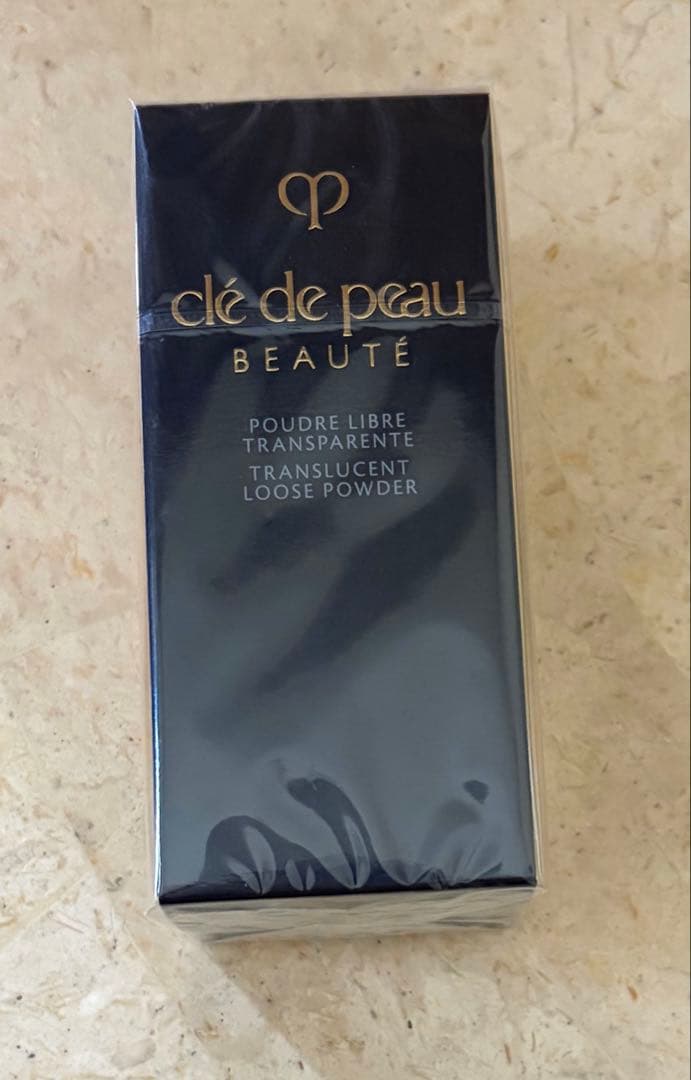 clé de peau
BEAUTÉ
POUDRE LIBRE
TRANSPARENTE
TRANSLUCENT
LOOSE POWDER